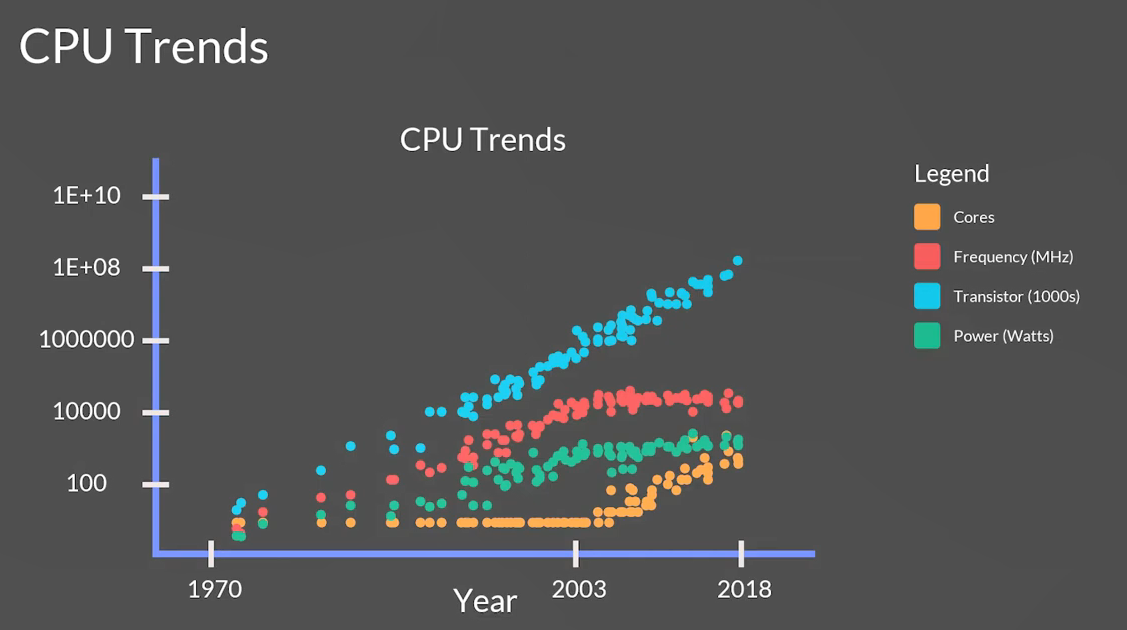 CPU Trends
CPU Trends
1E+10
1E+08
1000000
10000
100
1970
2003
2018
Year
Legend
Cores
Frequency (MHz)
Transistor (1000s)
Power (Watts)